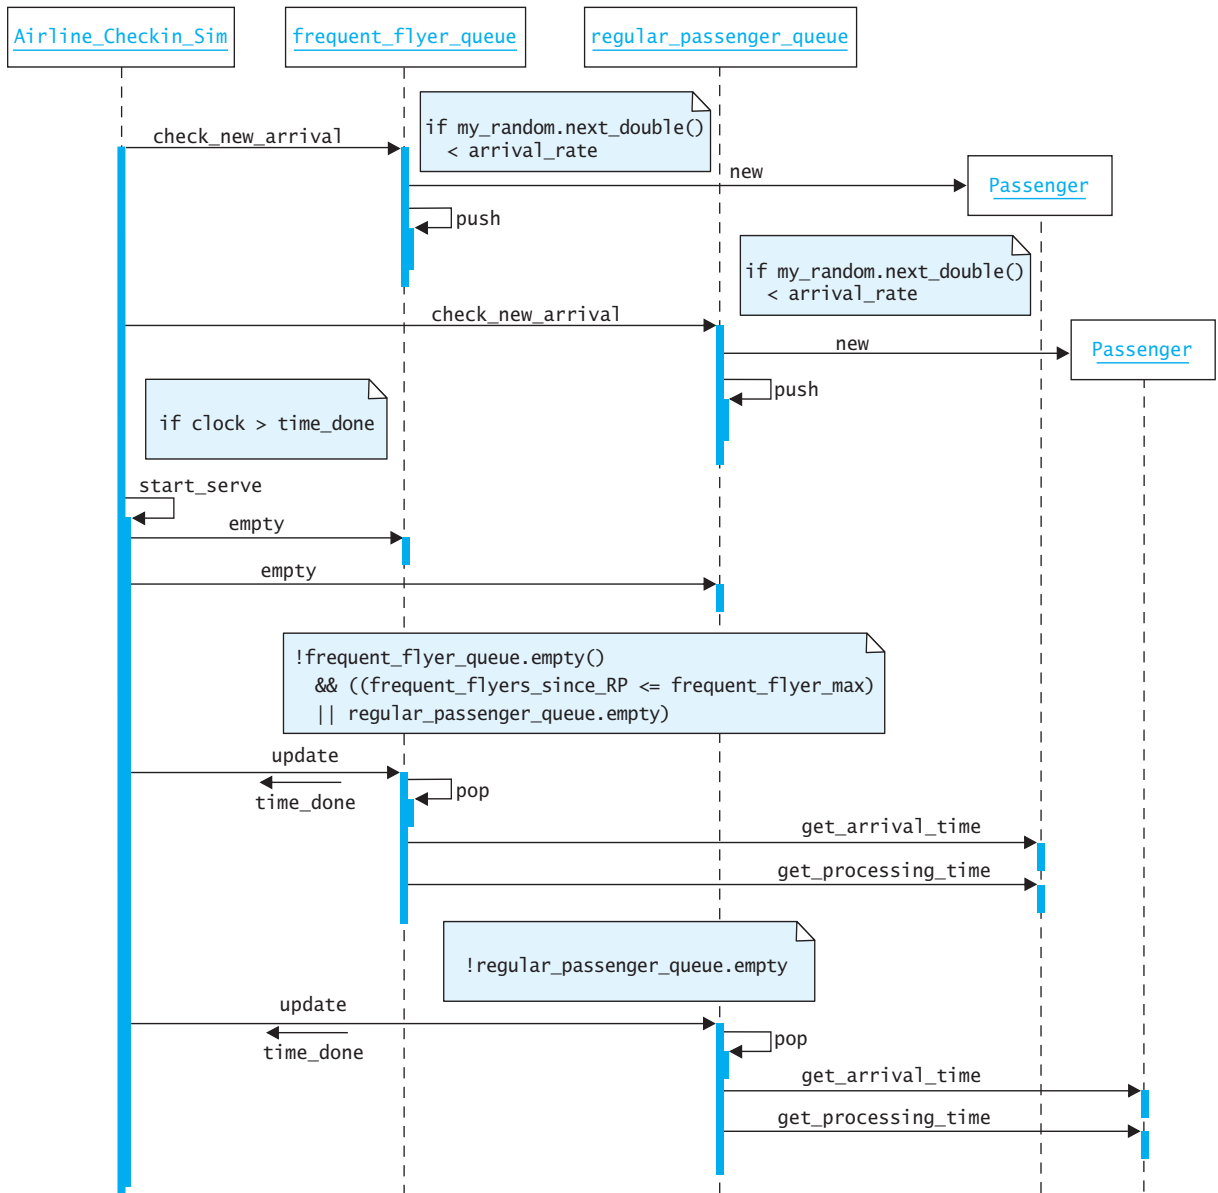 Airline_Checkin_Sim
frequent_flyer_queue
regular_passenger_queue
if my_random.next_double()
< arrival_rate
check_new_arrival
new
Passenger
push
if my_random.next_double()
< arrival_rate
check_new_arrival
new
Passenger
push
if clock > time_done
start_serve
empty
empty
!frequent_flyer_queue.empty()
&& ((frequent_flyers_since_RP <= frequent_flyer_max)
|| regular_passenger_queue.empty)
update
time_done
pop
get_arrival_time
get_processing_time
!regular_passenger_queue.empty
update
time_done
pop
get_arrival_time
get_processing_time